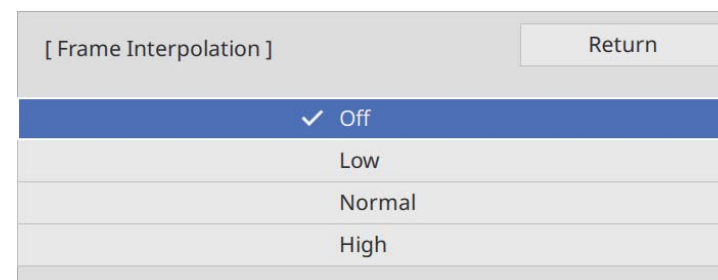 [ Frame Interpolation ]
Return
Off
Low
Normal
High